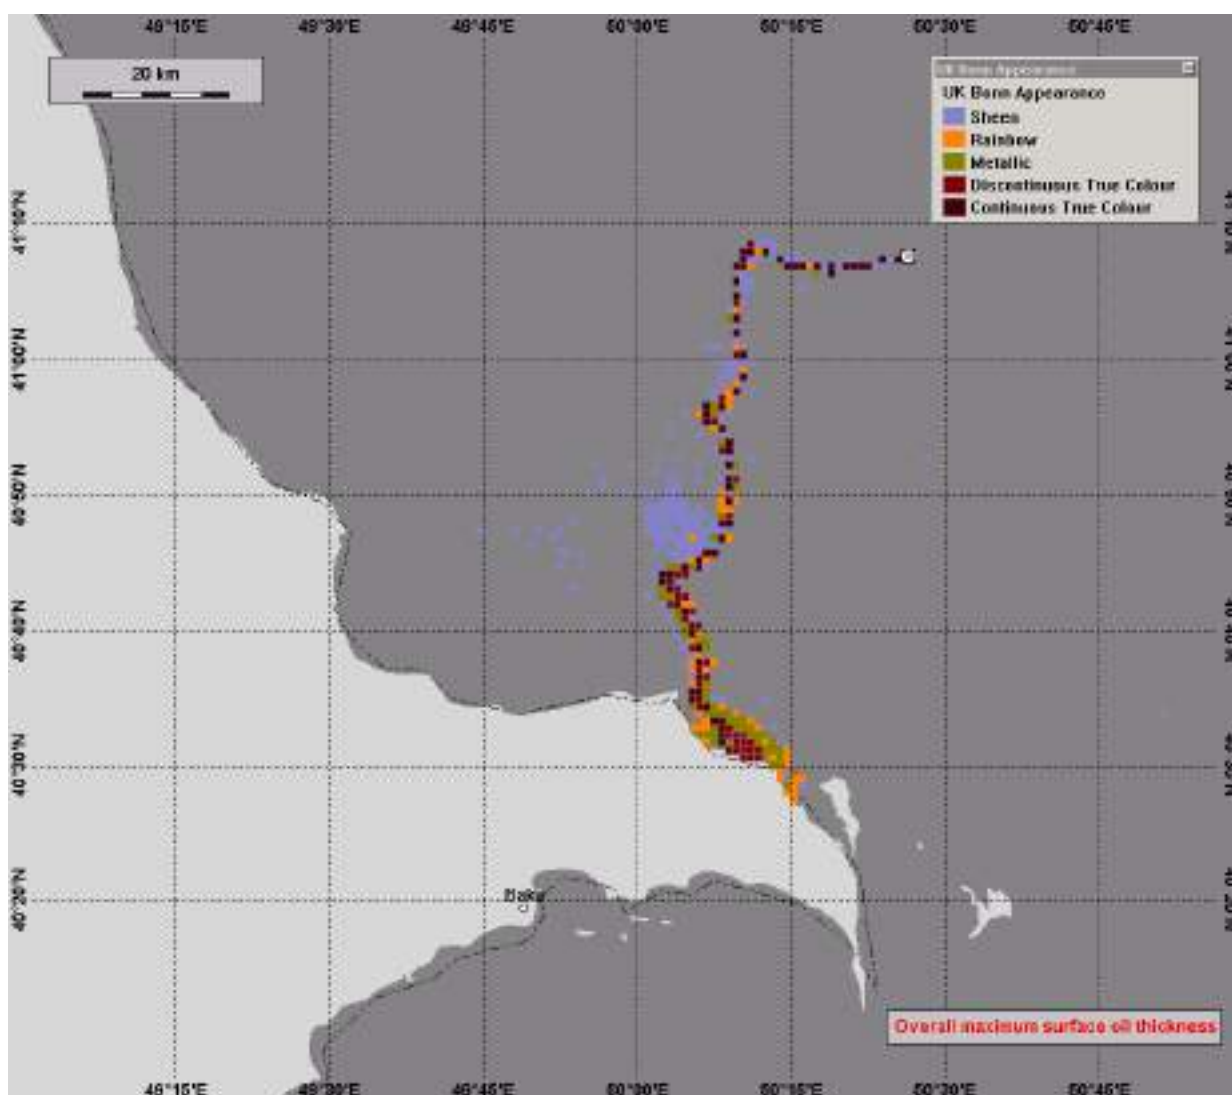 49°15'E 49°30'E 49°45'E 50°00'E 50°15'E 50°30'E 50°45'E
20 km
UK Bonn Appearance
UK Bonn Appearance
Sheen
Rainbow
Metallic
Discontinuous True Colour
Continuous True Colour
41°10'N
41°00'N
40°50'N
40°40'N
40°30'N
40°20'N
Baku
Overall maximum surface oil thickness
49°15'E 49°30'E 49°45'E 50°00'E 50°15'E 50°30'E 50°45'E